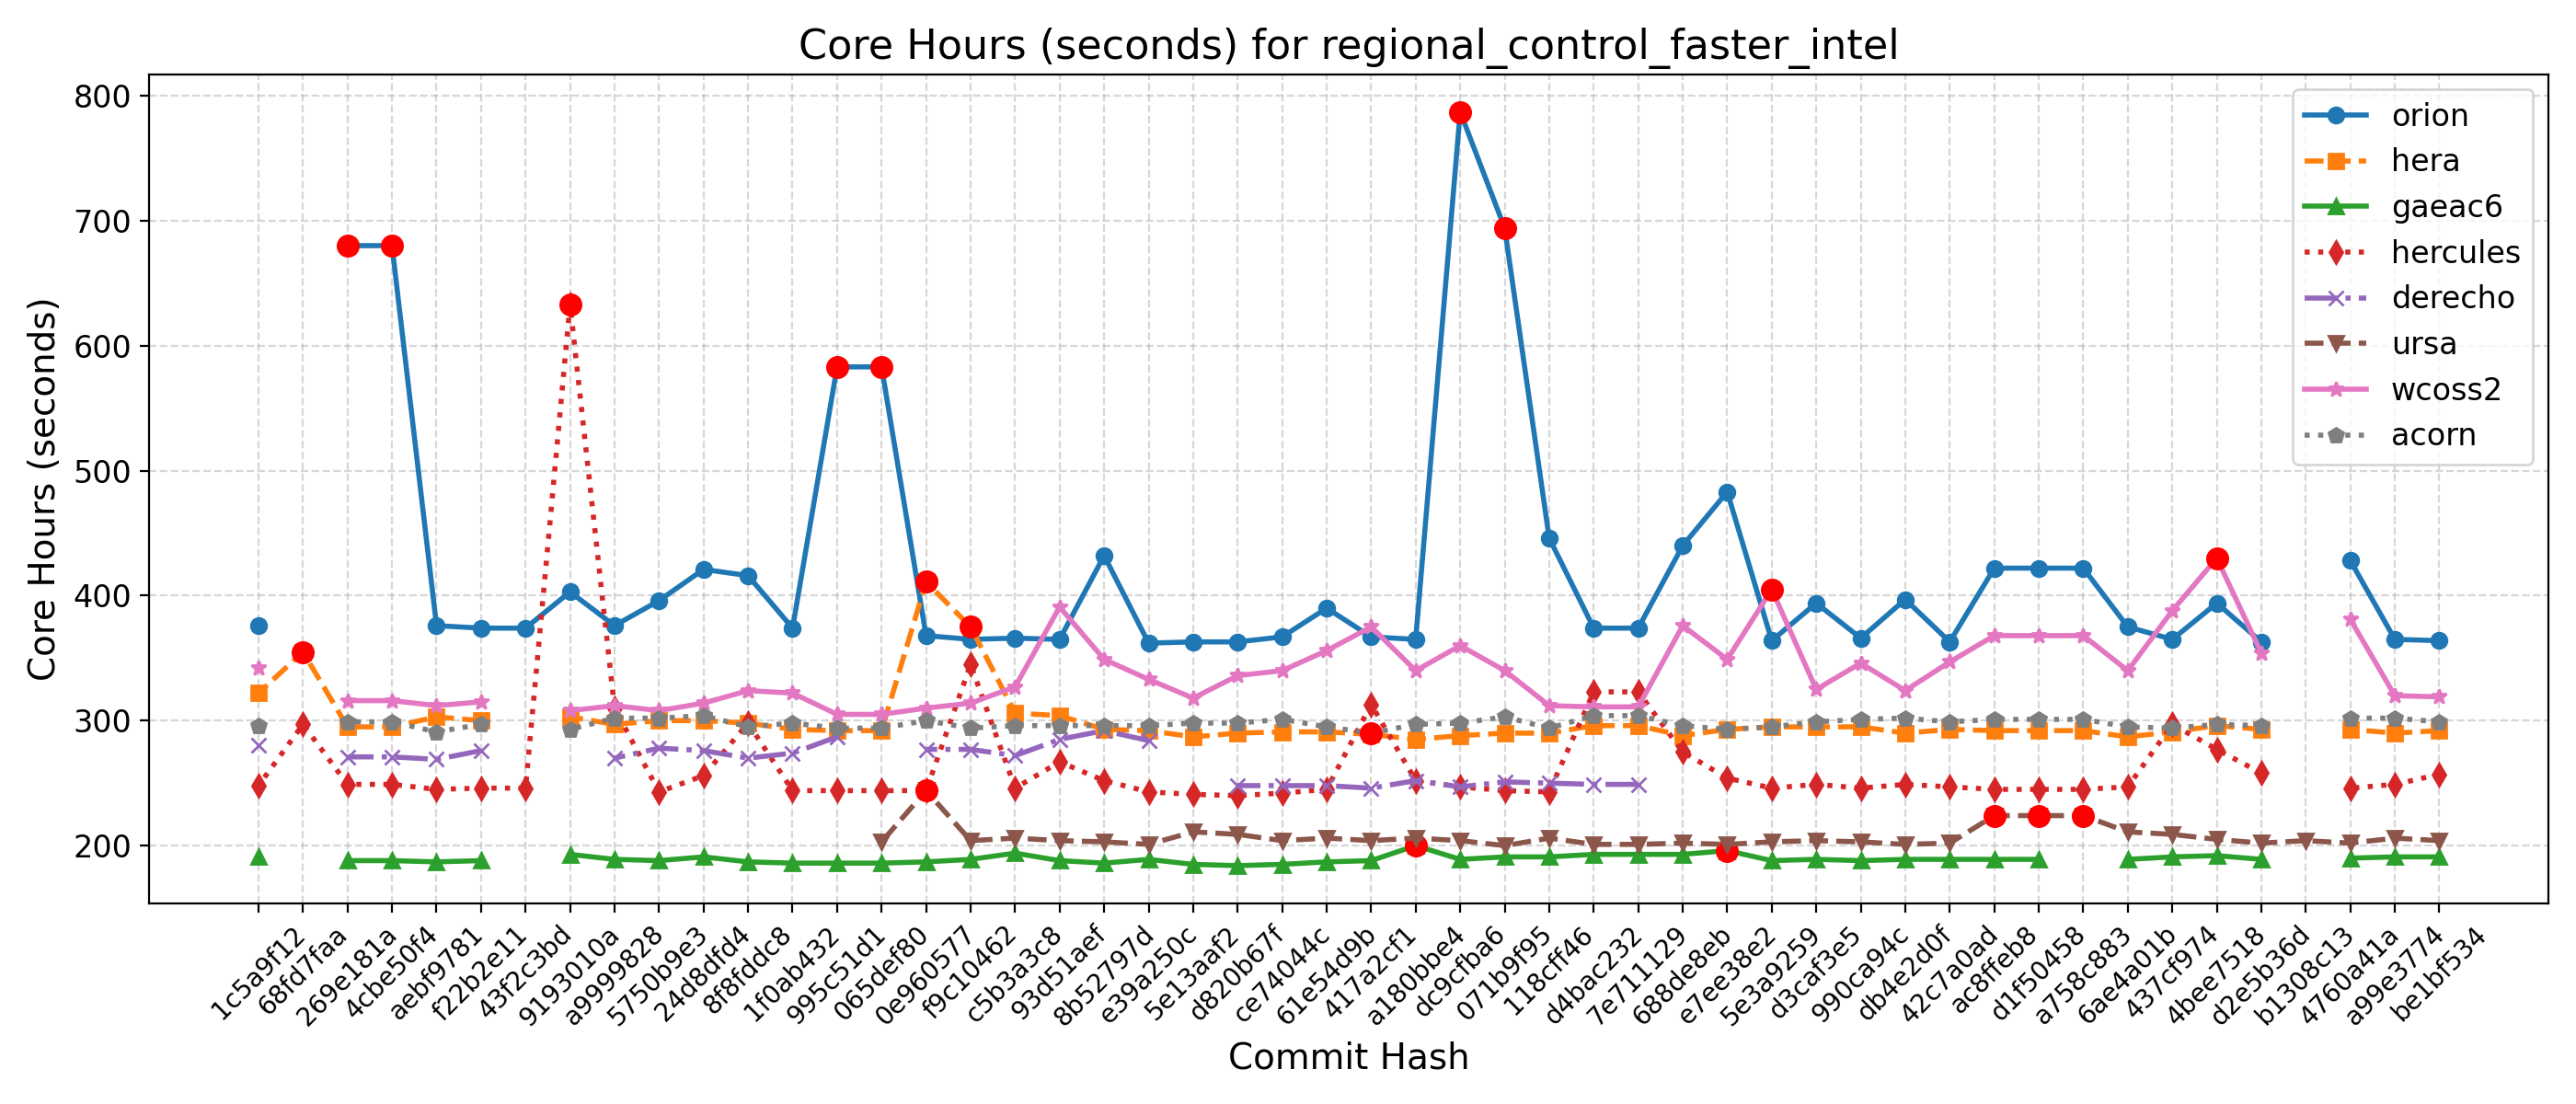 Core Hours (seconds) for regional_control_faster_intel
Core Hours (seconds)
800
700
600
500
400
300
200
orion
hera
gaeac6
hercules
derecho
ursa
wcoss2
acorn
1c5a9f12
68fd7faa
269e181a
4cbe50f4
aebf9781
f22b2e11
43f2c3bd
9193010a
a9999828
5750b9e3
24d8dfd4
8f8fddc8
1f0ab432
995c51d1
065def80
0e960577
f9c10462
c5b3a3c8
93d51aef
8b52797d
e39a250c
5e13aaf2
d820b67f
ce74044c
61e54d9b
417a2cf1
a180bbe4
dc9cfba6
071b9f95
118cff46
d4bac232
7e711129
688de8eb
e7ee38e2
5e3a9259
d3caf3e5
990ca94c
db4e2d0f
42c7a0ad
ac8ffeb8
d1f50458
a758c883
6ae4a01b
437cf974
4bee7518
d2e5b36d
b1308c13
4760a41a
a99e3774
be1bf534
Commit Hash